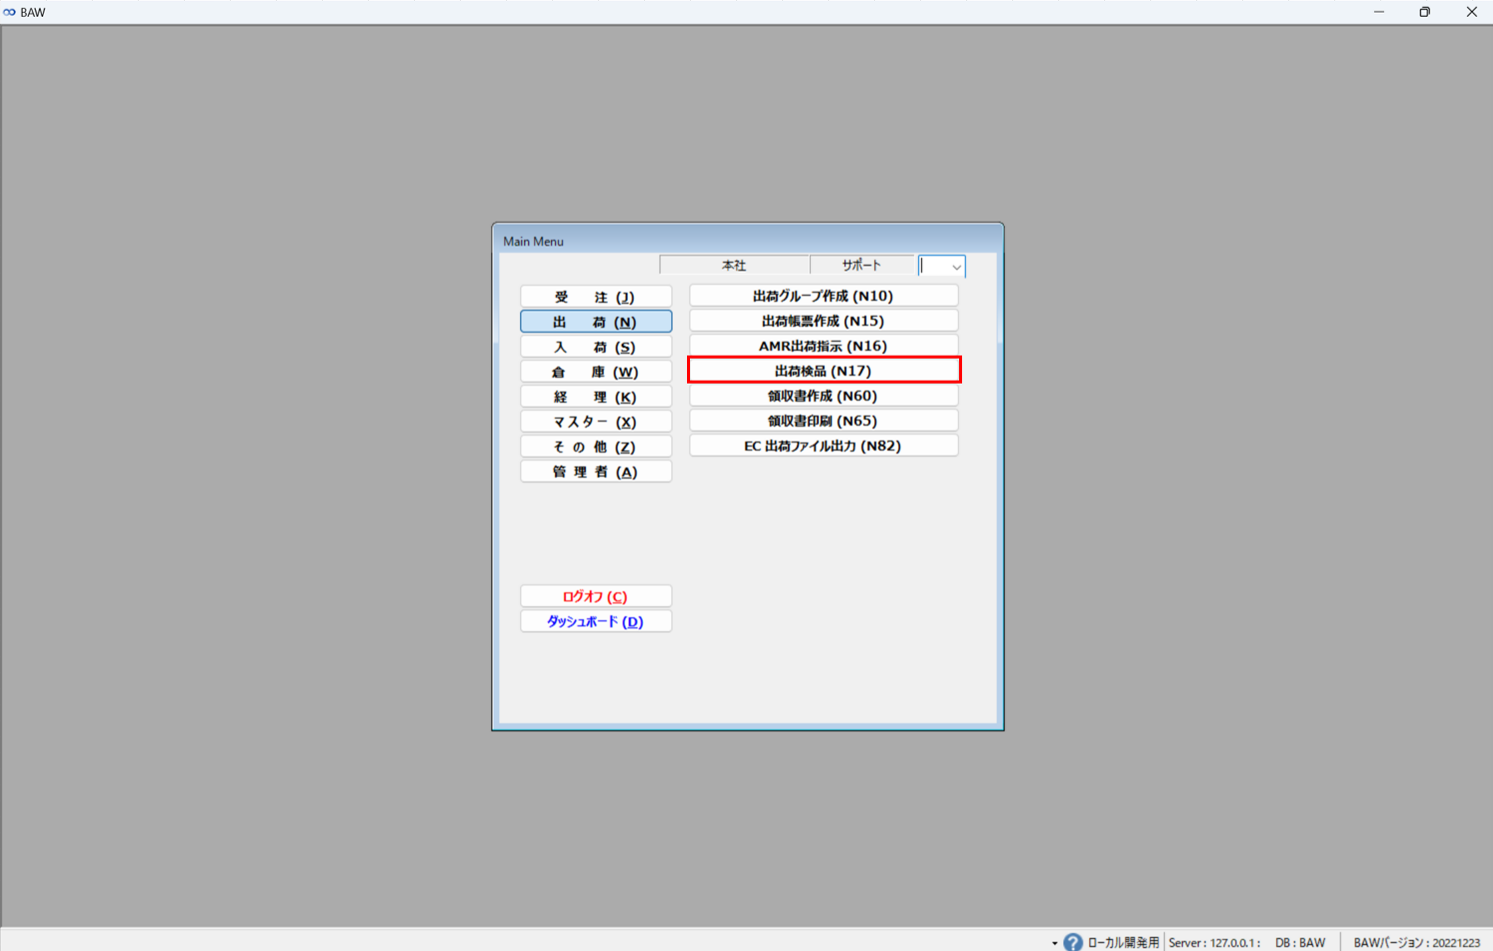 BAW
Main Menu
本社 サポート
受 注 (J)
出 荷 (N)
入 荷 (S)
倉 庫 (W)
経 理 (K)
マスター (X)
そ の 他 (Z)
管 理 者 (A)
ログオフ (C)
ダッシュボード (D)
出荷グループ作成 (N10)
出荷帳票作成 (N15)
AMR出荷指示 (N16)
出荷検品 (N17)
領収書作成 (N60)
領収書印刷 (N65)
EC 出荷ファイル出力 (N82)
? ローカル開発用 Server : 127.0.0.1 : DB : BAW BAWバージョン : 20221223